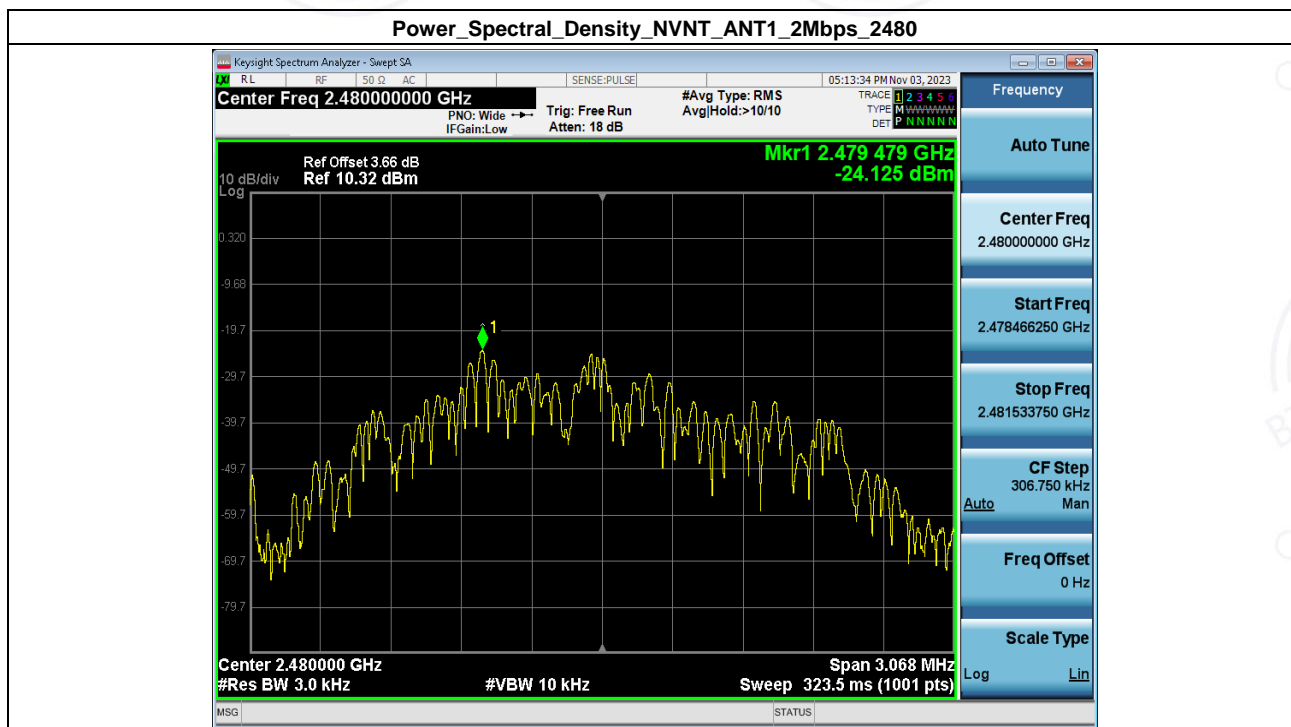 Power_Spectral_Density_NVNT_ANT1_2Mbps_2480
Keysight Spectrum Analyzer - Swept SA
LXI RL RF 50 Ω AC SENSE:PULSE 05:13:34 PM Nov 03, 2023
Center Freq 2.480000000 GHz #Avg Type: RMS TRACE 1 2 3 4 5 6
PNO: Wide Trig: Free Run Avg|Hold:>10/10 TYPE M WWWWW
IFGain:Low Atten: 18 dB DET P N N N N N
Mkr1 2.479 479 GHz
-24.125 dBm
Ref Offset 3.66 dB
10 dB/div Ref 10.32 dBm
Log
0.320
-9.68
-19.7
-29.7
-39.7
-49.7
-59.7
-69.7
-79.7
1
Center 2.480000 GHz Span 3.068 MHz
#Res BW 3.0 kHz #VBW 10 kHz Sweep 323.5 ms (1001 pts)
MSG STATUS
Frequency
Auto Tune
Center Freq
2.480000000 GHz
Start Freq
2.478466250 GHz
Stop Freq
2.481533750 GHz
CF Step
306.750 kHz
Auto Man
Freq Offset
0 Hz
Scale Type
Log Lin